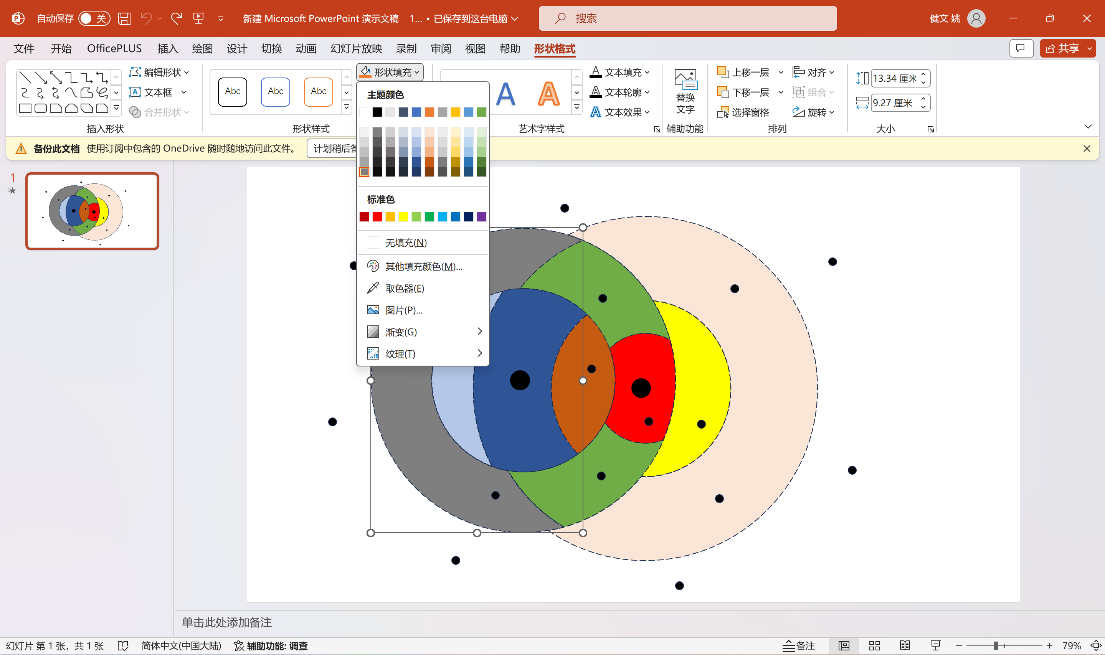 自动保存 关 新建 Microsoft PowerPoint 演示文稿 1... • 已保存到这台电脑 搜索 健文 姚
文件 开始 OfficePLUS 插入 绘图 设计 切换 动画 幻灯片放映 录制 审阅 视图 帮助 形状格式 共享
编辑形状 文本框 合并形状
插入形状
Abc Abc Abc
形状填充
形状样式
A A
文本填充 文本轮廓 文本效果
艺术字样式
替换文字
辅助功能
上移一层 下移一层 选择窗格 对齐 组合 旋转
排列
13.34 厘米
9.27 厘米
大小
备份此文档 使用订阅中包含的 OneDrive 随时随地访问此文件。 计划稍后备
主题颜色
标准色
无填充(N)
其他填充颜色(M)...
取色器(E)
图片(P)...
渐变(G)
纹理(T)
1
单击此处添加备注
幻灯片 第 1 张，共 1 张 简体中文(中国大陆) 辅助功能: 调查 备注 79%